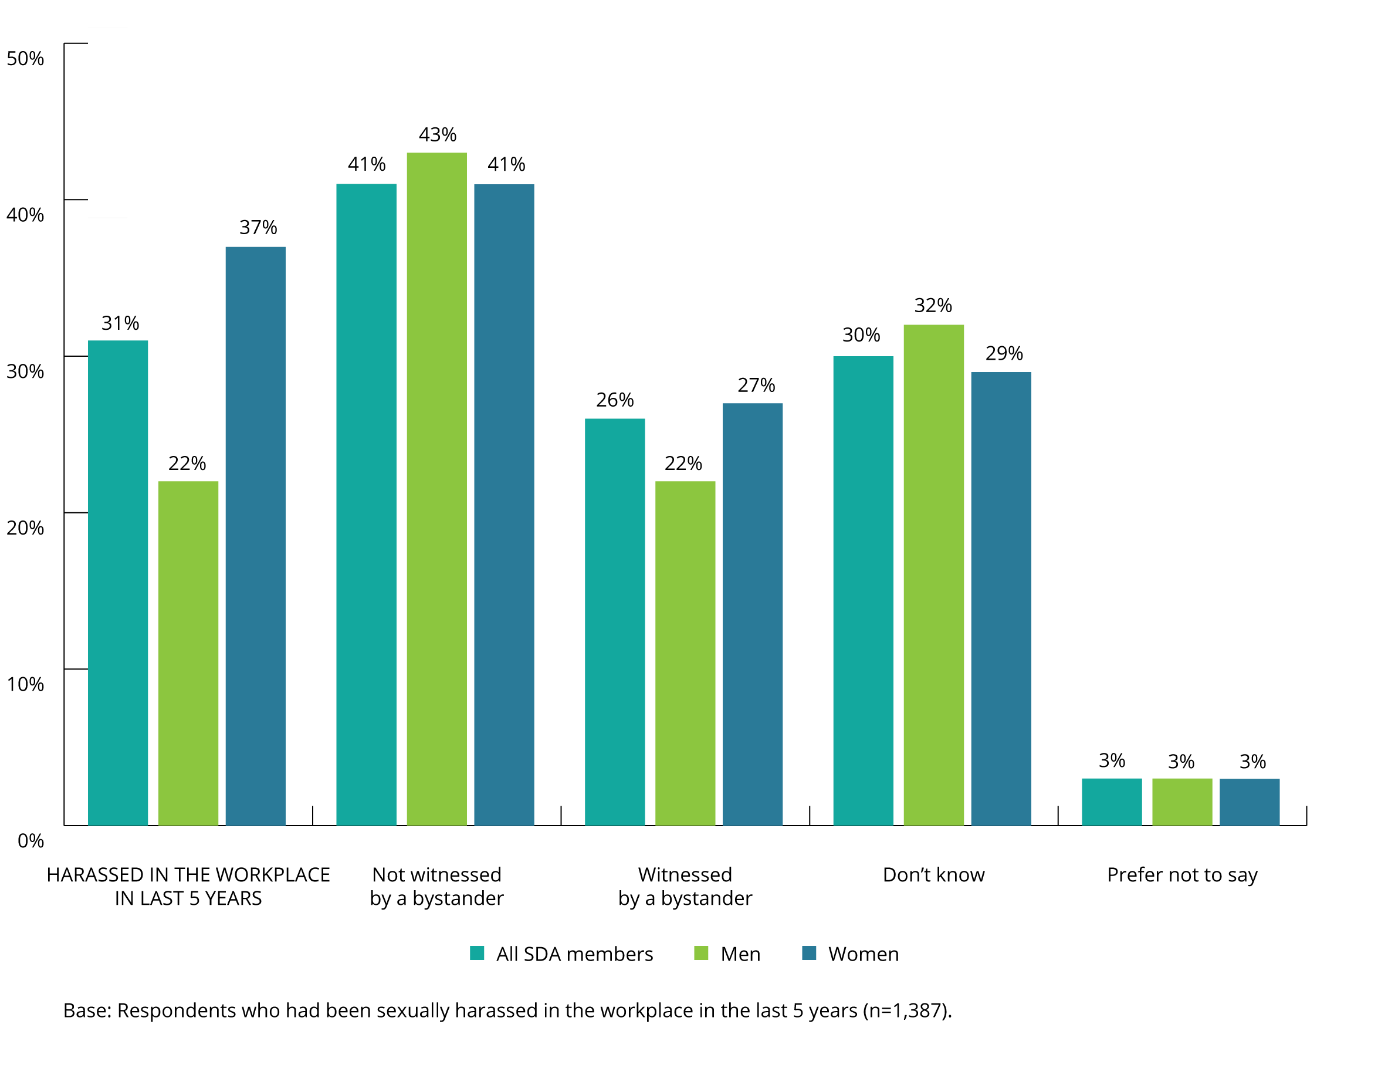 50%
40%
30%
20%
10%
0%
31%
22%
37%
41%
43%
41%
26%
22%
27%
30%
32%
29%
3%
3%
3%
HARASSED IN THE WORKPLACE
IN LAST 5 YEARS
Not witnessed
by a bystander
Witnessed
by a bystander
Don’t know
Prefer not to say
All SDA members
Men
Women
Base: Respondents who had been sexually harassed in the workplace in the last 5 years (n=1,387).